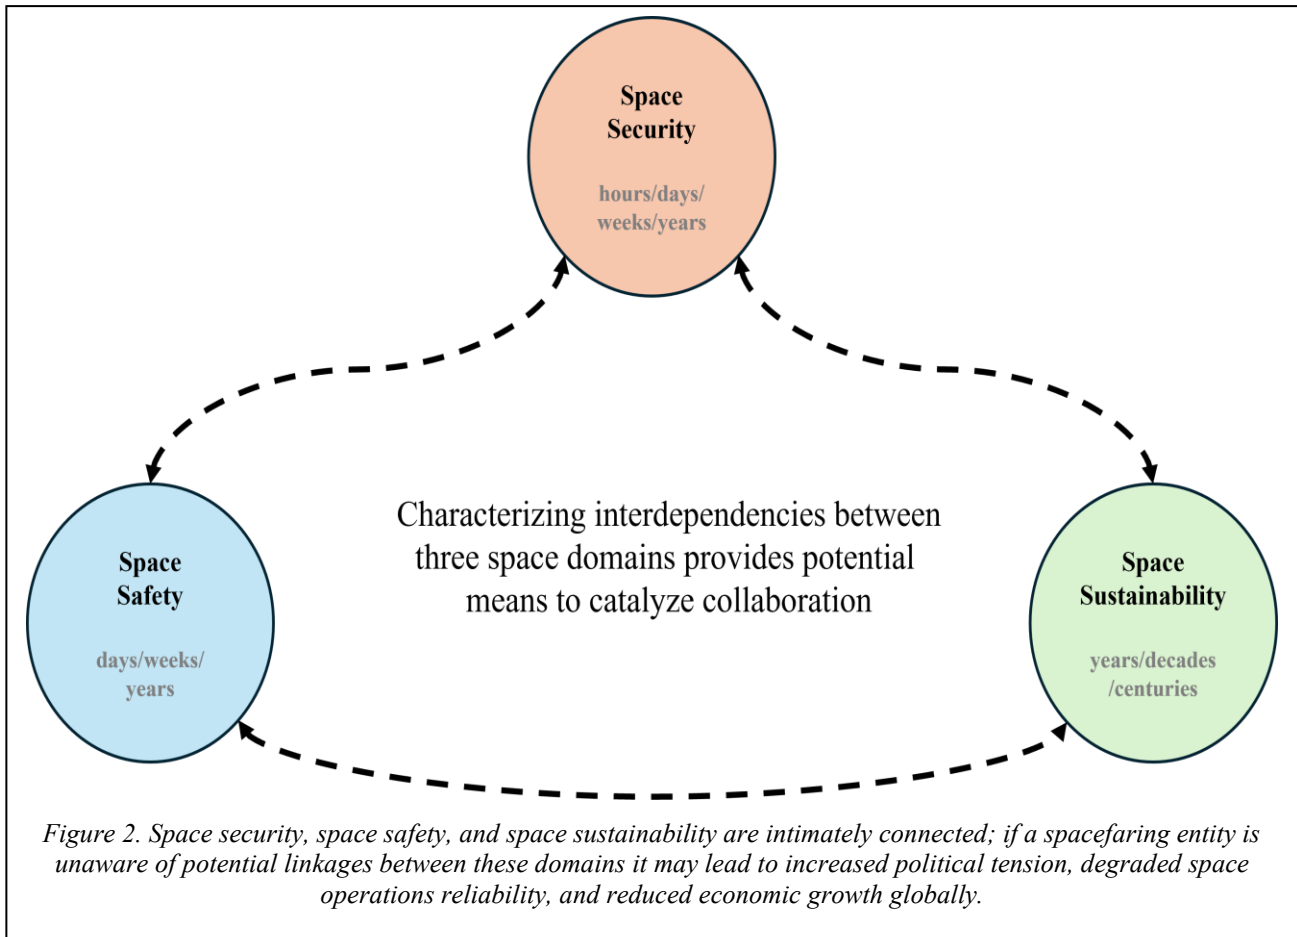 Space
Security
hours/days/
weeks/years
Characterizing interdependencies between
three space domains provides potential
means to catalyze collaboration
Space
Safety
days/weeks/
years
Space
Sustainability
years/decades
/centuries
Figure 2. Space security, space safety, and space sustainability are intimately connected; if a spacefaring entity is
unaware of potential linkages between these domains it may lead to increased political tension, degraded space
operations reliability, and reduced economic growth globally.